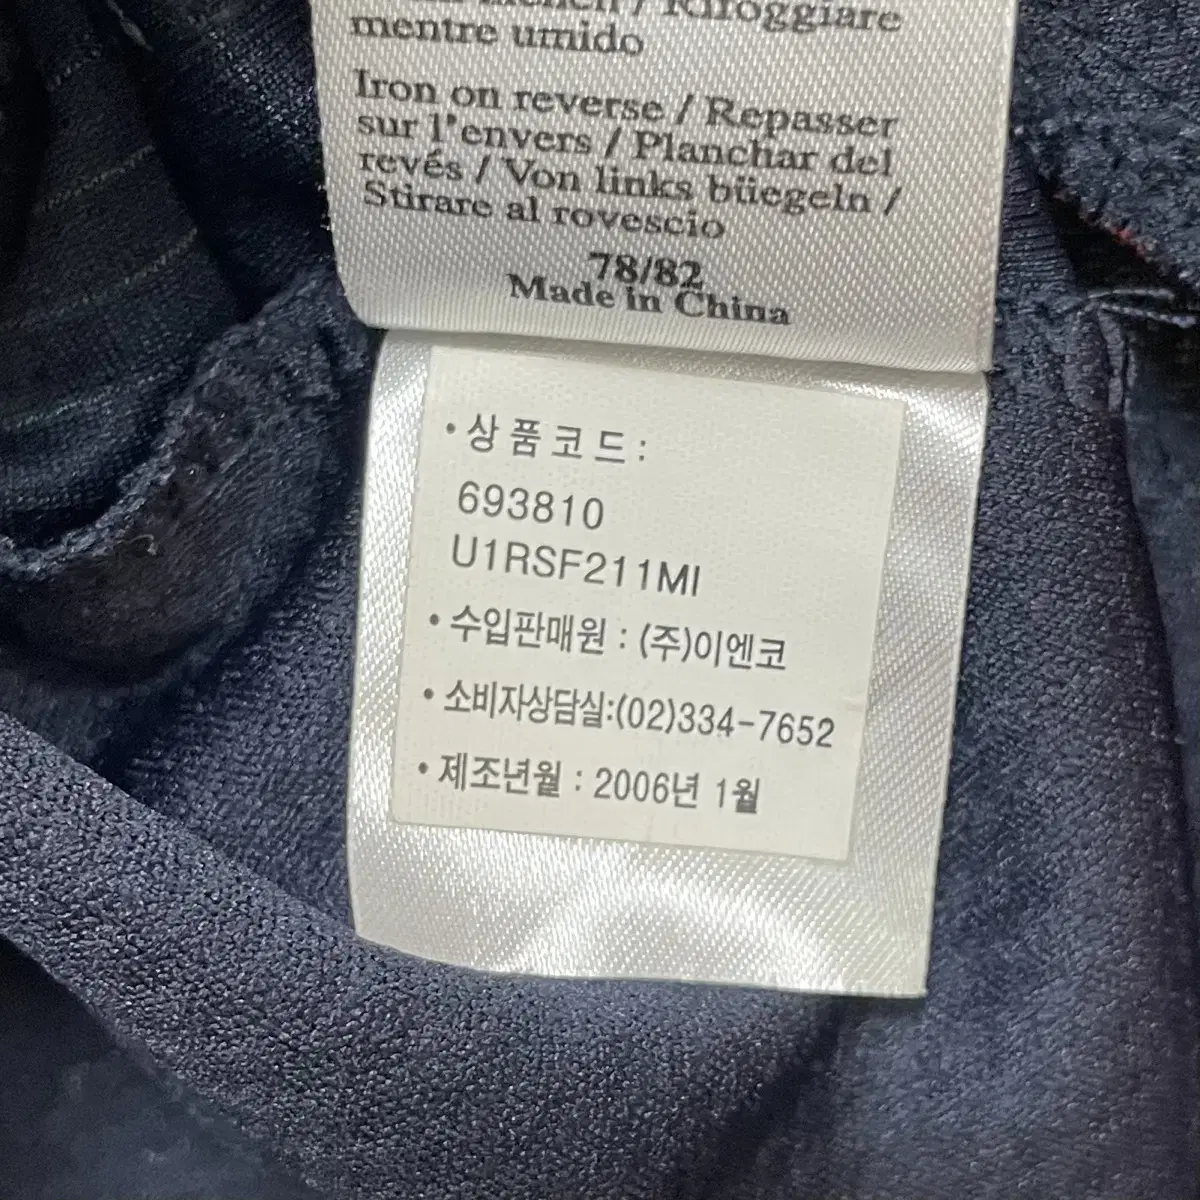 / Rifoggiare
mentre umido
Iron on reverse / Repasser
sur l'envers / Planchar del
revés / Von links büegeln /
Stirare al rovescio
78/82
Made in China
• 상품코드:
693810
U1RSF211MI
• 수입판매원 : (주)이엔코
• 소비자상담실:(02)334-7652
• 제조년월 : 2006년 1월